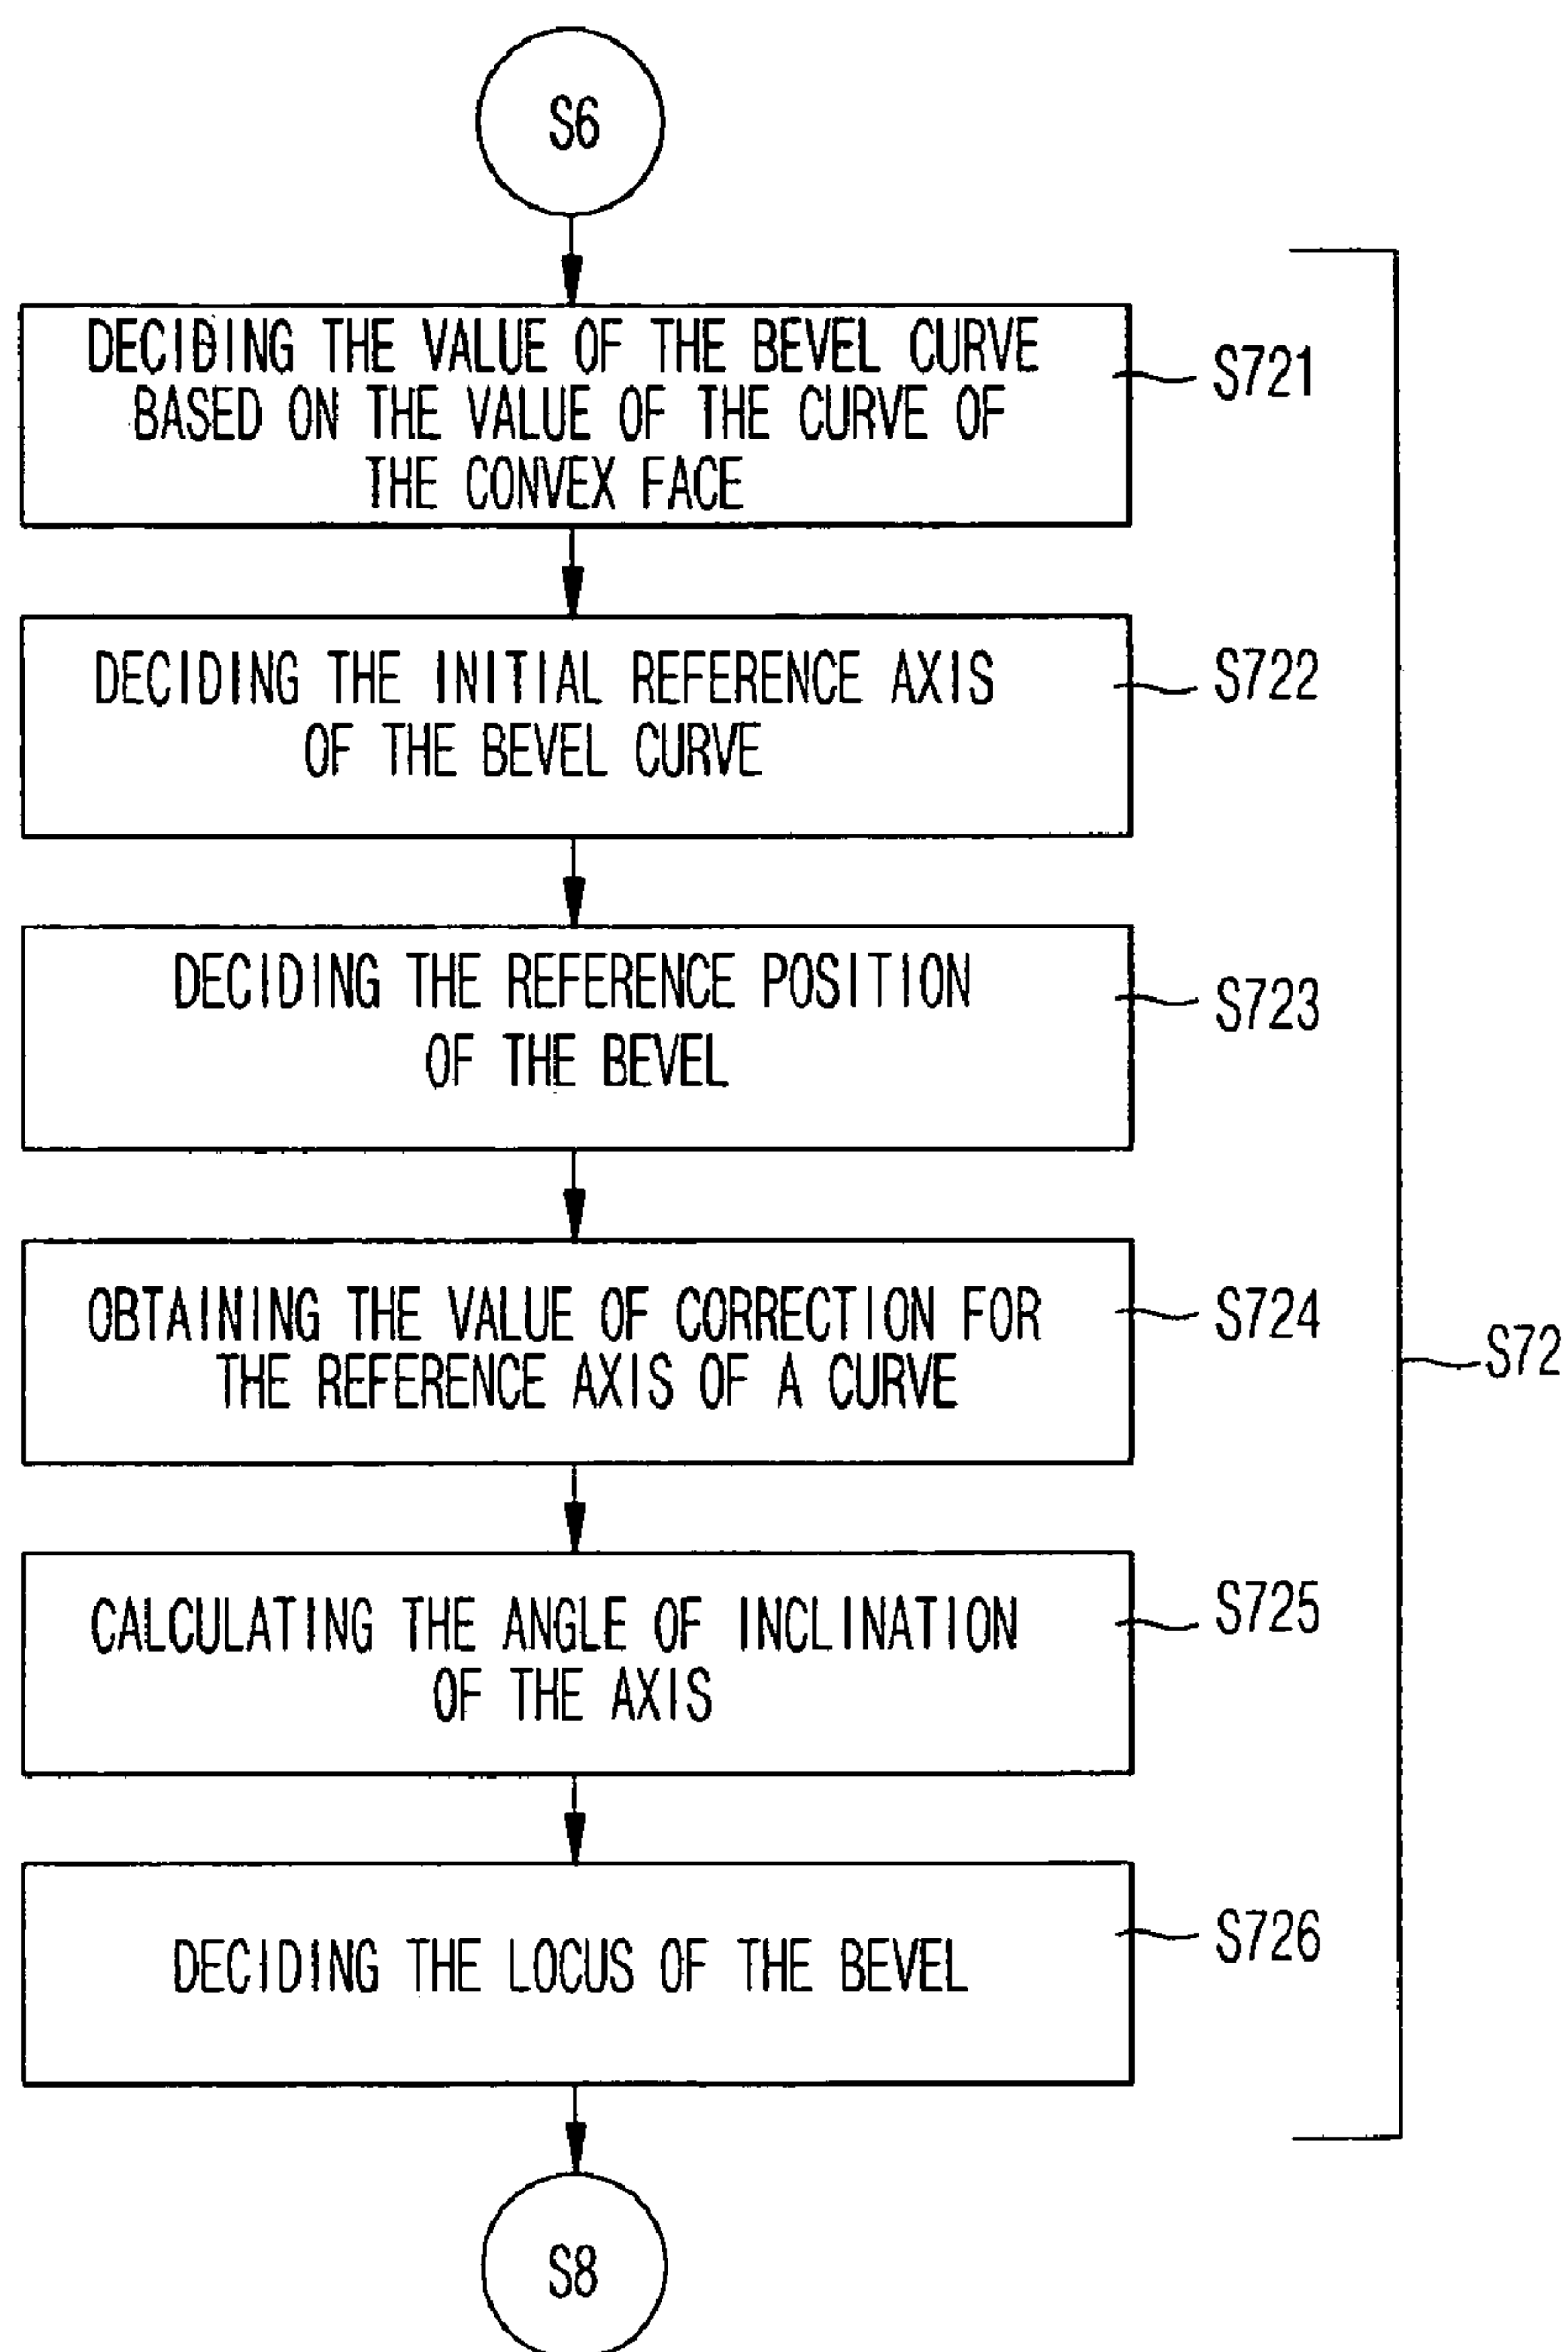 S6
DECIDING THE VALUE OF THE BEVEL CURVE
BASED ON THE VALUE OF THE CURVE OF
THE CONVEX FACE
S721
DECIDING THE INITIAL REFERENCE AXIS
OF THE BEVEL CURVE
S722
DECIDING THE REFERENCE POSITION
OF THE BEVEL
S723
OBTAINING THE VALUE OF CORRECTION FOR
THE REFERENCE AXIS OF A CURVE
S724
S72
CALCULATING THE ANGLE OF INCLINATION
OF THE AXIS
S725
DECIDING THE LOCUS OF THE BEVEL
S726
S8